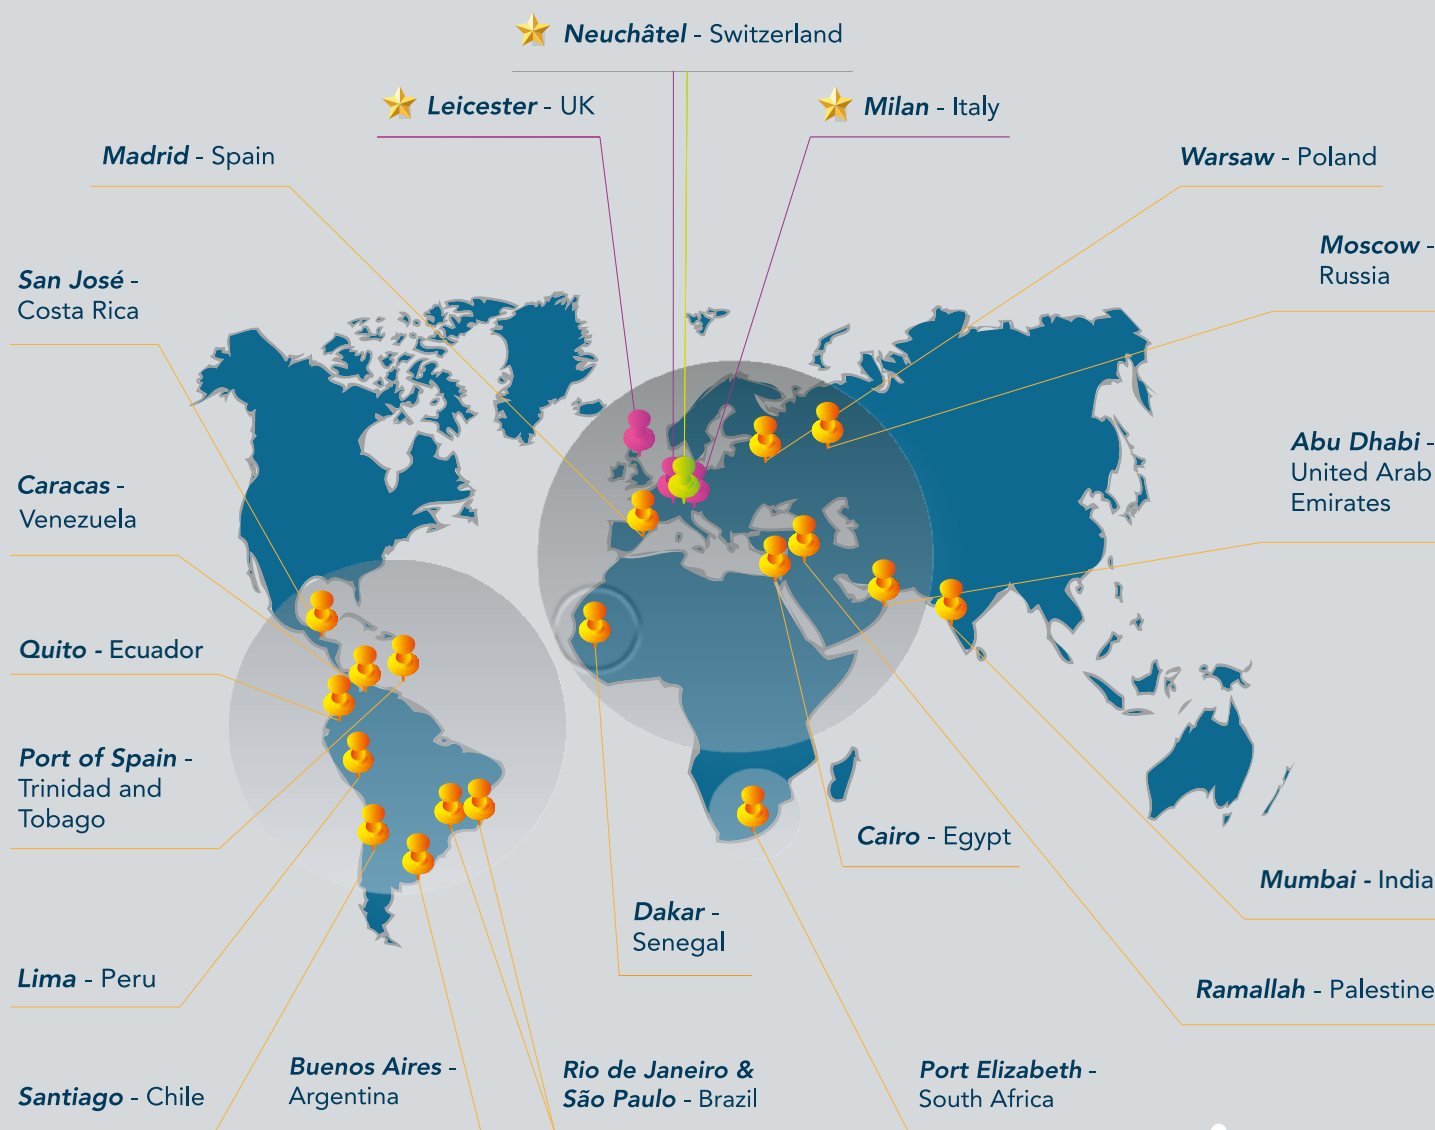 Neuchâtel - Switzerland
Leicester - UK
Milan - Italy
Madrid - Spain
Warsaw - Poland
Moscow -
Russia
San José -
Costa Rica
Abu Dhabi -
United Arab
Emirates
Caracas -
Venezuela
Quito - Ecuador
Port of Spain -
Trinidad and
Tobago
Cairo - Egypt
Mumbai - India
Dakar -
Senegal
Lima - Peru
Ramallah - Palestine
Santiago - Chile
Buenos Aires -
Argentina
Rio de Janeiro &
São Paulo - Brazil
Port Elizabeth -
South Africa